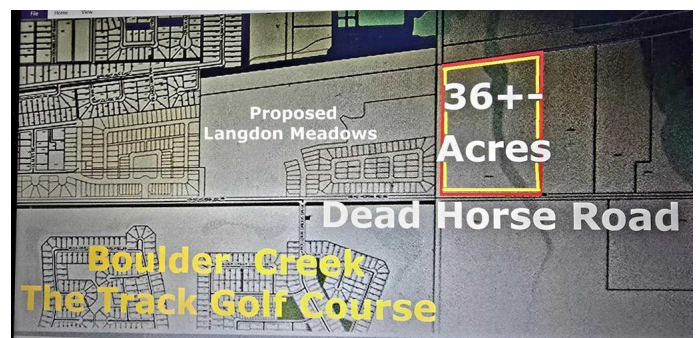 File Home View
36+-
Acres
Proposed
Langdon Meadows
Dead Horse Road
Boulder Creek
The Track Golf Course